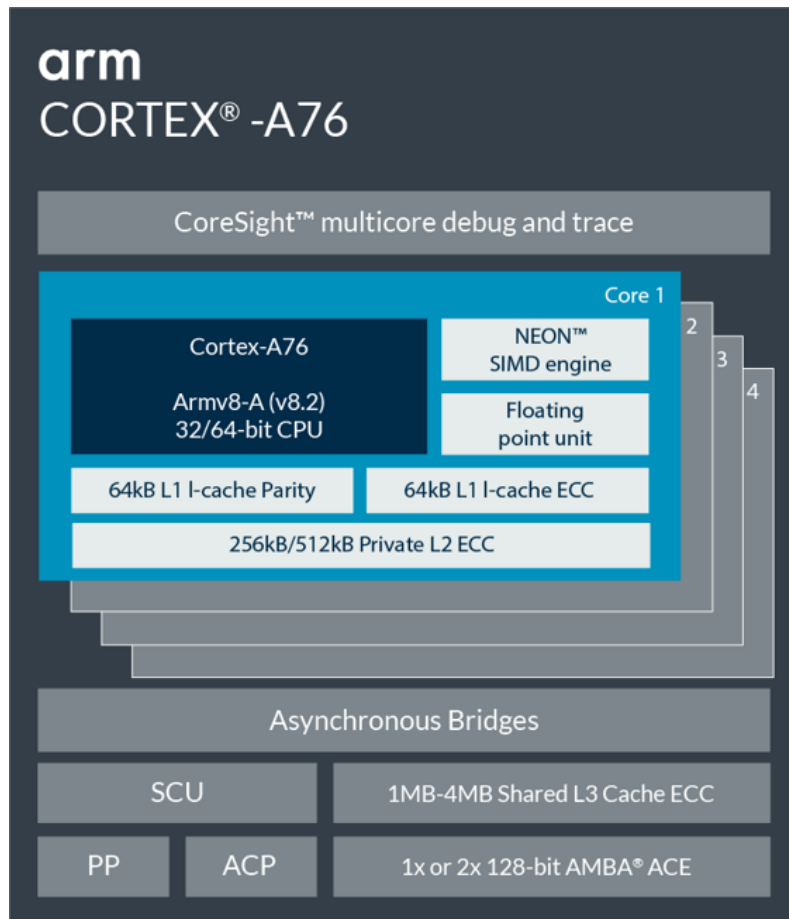 arm
CORTEX® -A76
CoreSight™ multicore debug and trace
Core 1
2
3
4
Cortex-A76
Armv8-A (v8.2)
32/64-bit CPU
NEON™
SIMD engine
Floating
point unit
64kB L1 l-cache Parity
64kB L1 l-cache ECC
256kB/512kB Private L2 ECC
Asynchronous Bridges
SCU
1MB-4MB Shared L3 Cache ECC
PP
ACP
1x or 2x 128-bit AMBA® ACE